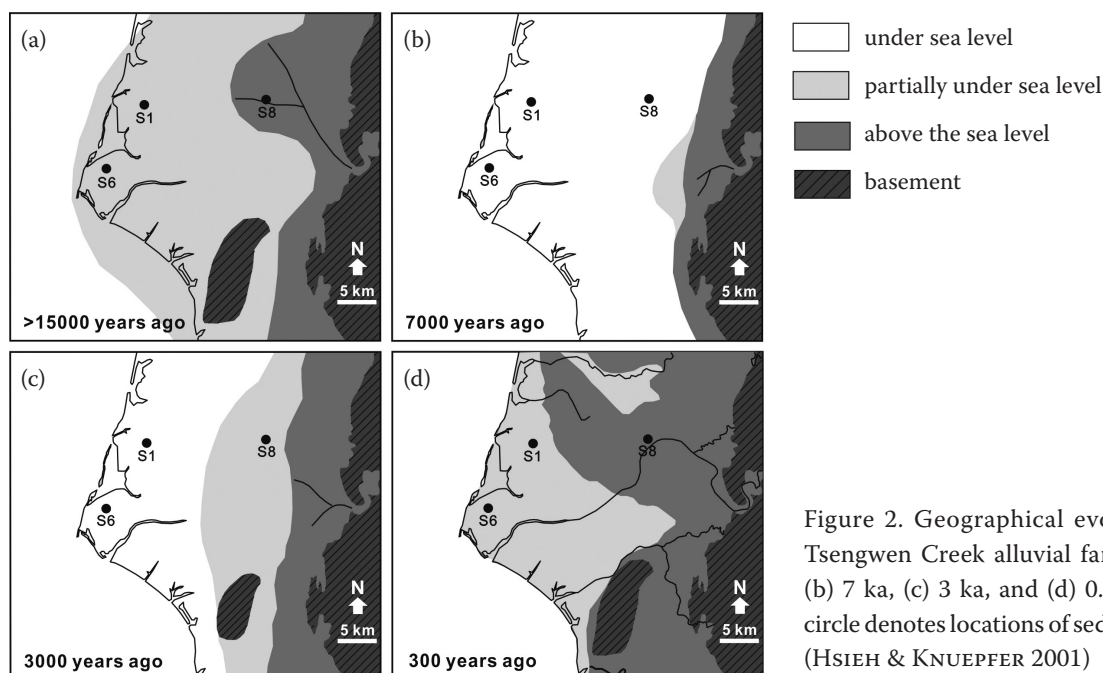 (a)
S1
S8
S6
N
5 km
>15000 years ago
(b)
S1
S8
S6
N
5 km
7000 years ago
under sea level
partially under sea level
above the sea level
basement
(c)
S1
S8
S6
N
5 km
3000 years ago
(d)
S1
S8
S6
N
5 km
300 years ago
Figure 2. Geographical evo
Tsengwen Creek alluvial fan
(b) 7 ka, (c) 3 ka, and (d) 0.
circle denotes locations of sed
(HSIEH & KNUEPFER 2001)